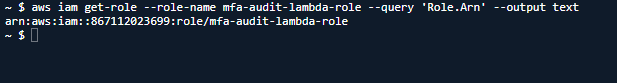 ~ $ aws iam get-role --role-name mfa-audit-lambda-role --query 'Role.Arn' --output text
arn:aws:iam::867112023699:role/mfa-audit-lambda-role
~ $